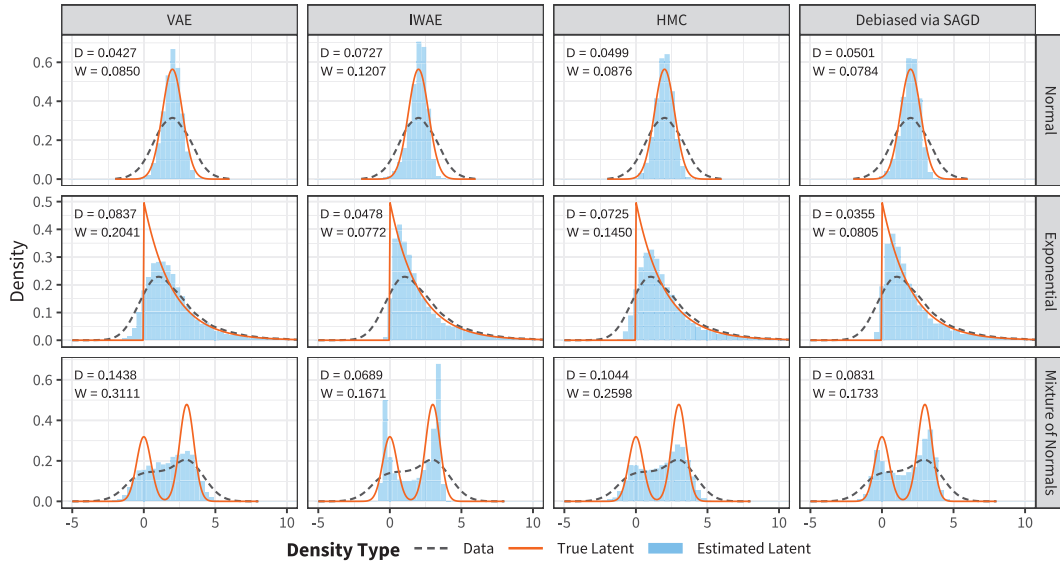 VAE
IWAE
HMC
Debiased via SAGD
D = 0.0427
W = 0.0850
D = 0.0727
W = 0.1207
D = 0.0499
W = 0.0876
D = 0.0501
W = 0.0784
0.6
0.4
0.2
0.0
Normal
D = 0.0837
W = 0.2041
D = 0.0478
W = 0.0772
D = 0.0725
W = 0.1450
D = 0.0355
W = 0.0805
0.5
0.4
0.3
0.2
0.1
0.0
Density
Exponential
D = 0.1438
W = 0.3111
D = 0.0689
W = 0.1671
D = 0.1044
W = 0.2598
D = 0.0831
W = 0.1733
0.6
0.4
0.2
0.0
Mixture of Normals
-5 0 5 10
-5 0 5 10
-5 0 5 10
-5 0 5 10
Density Type Data True Latent Estimated Latent